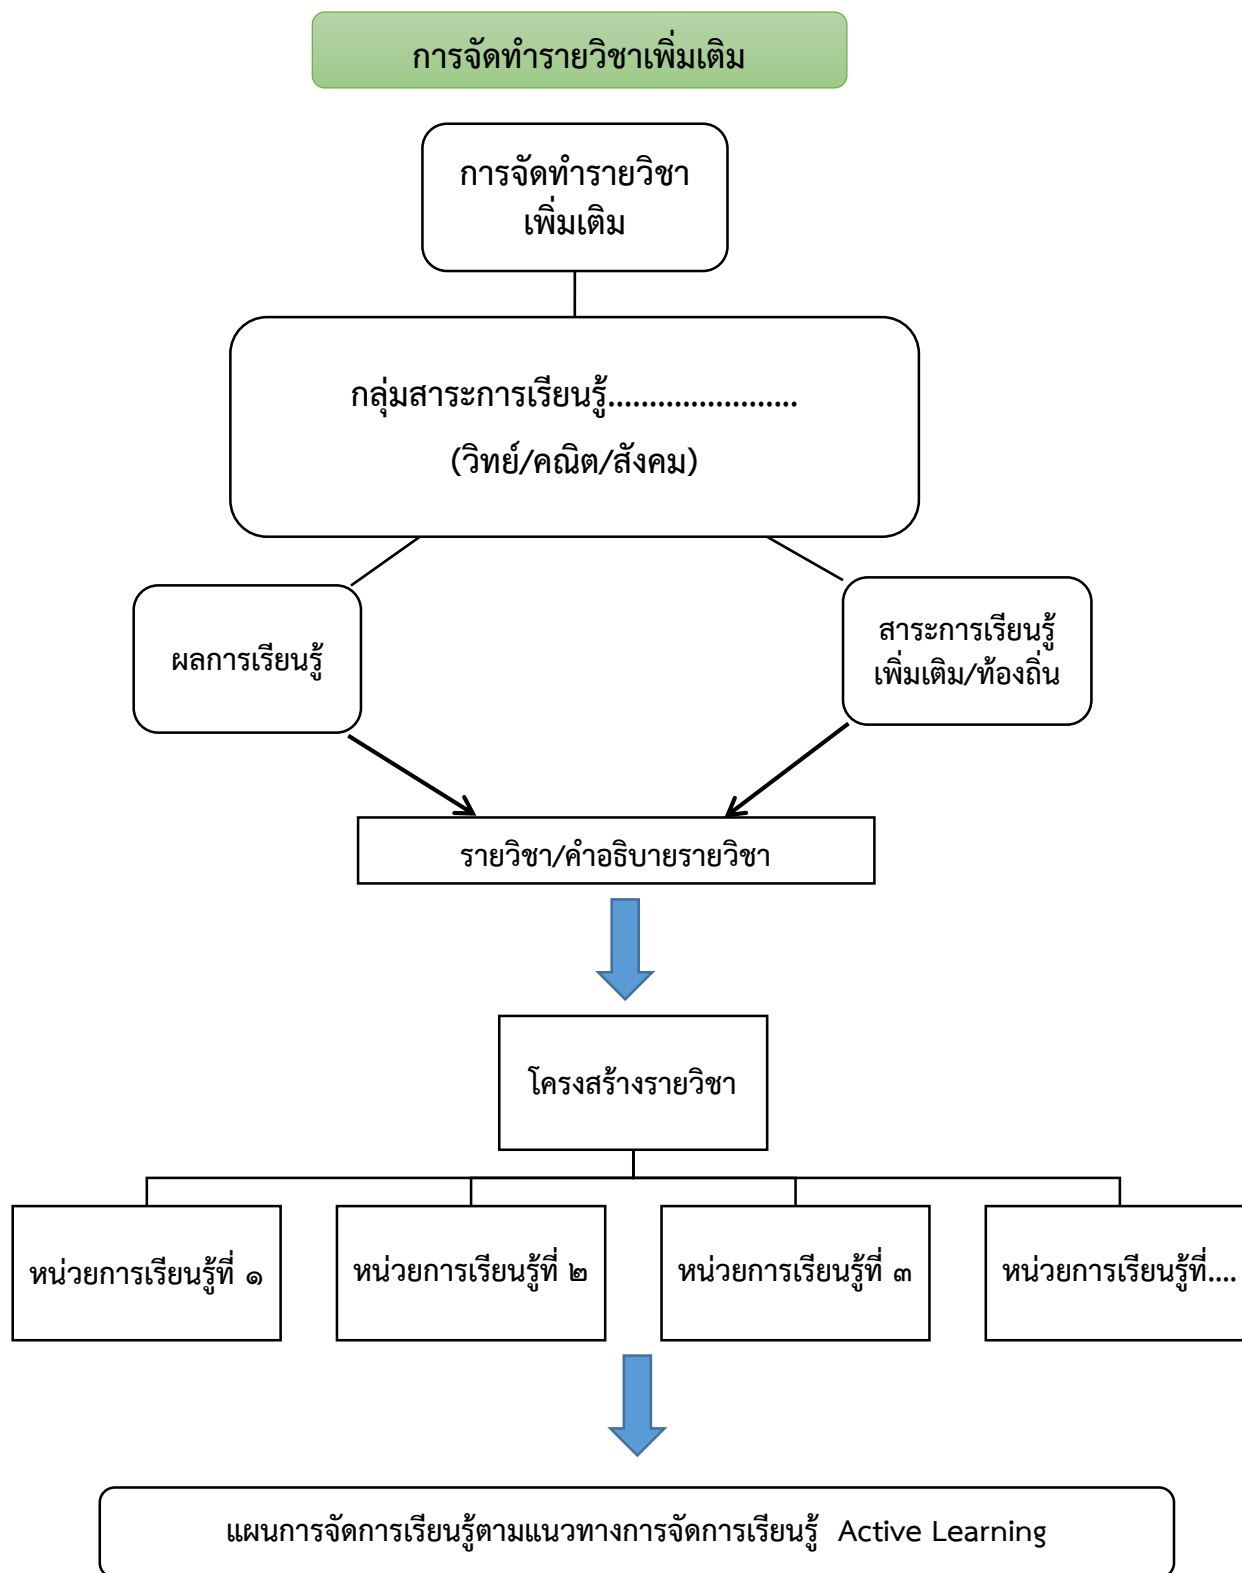 การจัดทำรายวิชาเพิ่มเติม
การจัดทำรายวิชา
เพิ่มเติม
กลุ่มสาระการเรียนรู้.......................
(วิทย์/คณิต/สังคม)
ผลการเรียนรู้
สาระการเรียนรู้
เพิ่มเติม/ท้องถิ่น
รายวิชา/คำอธิบายรายวิชา
โครงสร้างรายวิชา
หน่วยการเรียนรู้ที่ ๑
หน่วยการเรียนรู้ที่ ๒
หน่วยการเรียนรู้ที่ ๓
หน่วยการเรียนรู้ที่....
แผนการจัดการเรียนรู้ตามแนวทางการจัดการเรียนรู้ Active Learning